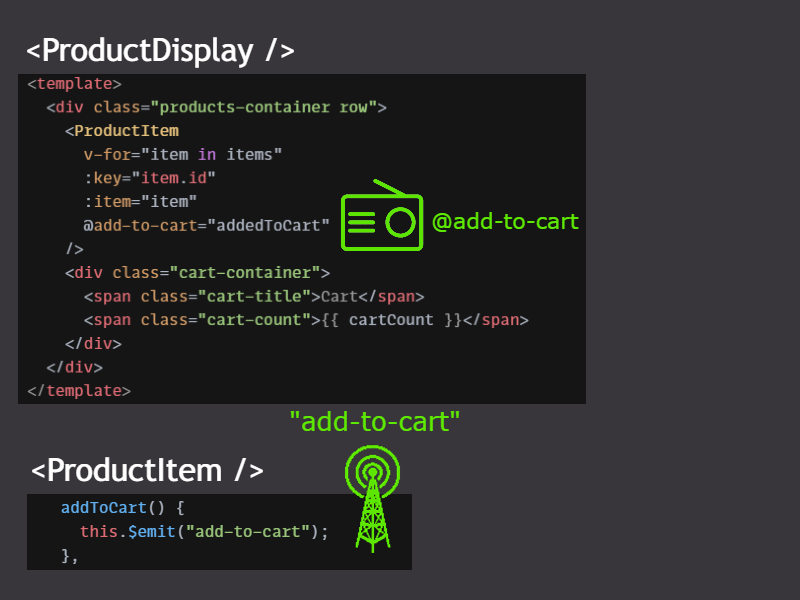 <ProductDisplay />
<template>
<div class="products-container row">
<ProductItem
v-for="item in items"
:key="item.id"
:item="item"
@add-to-cart="addedToCart"
@add-to-cart
/>
<div class="cart-container">
<span class="cart-title">Cart</span>
<span class="cart-count">{{ cartCount }}</span>
</div>
</div>
</template>
"add-to-cart"
<ProductItem />
addToCart() {
this.$emit("add-to-cart");
},